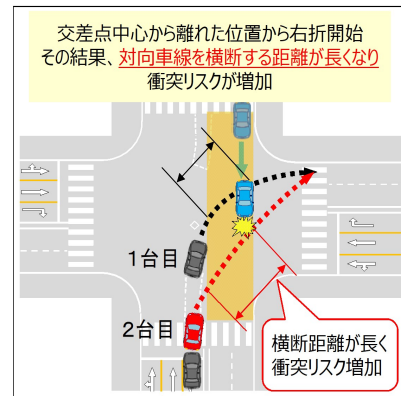 交差点中心から離れた位置から右折開始
その結果、対向車線を横断する距離が長くなり
衝突リスクが増加
1台目
2台目
横断距離が長く
衝突リスク増加